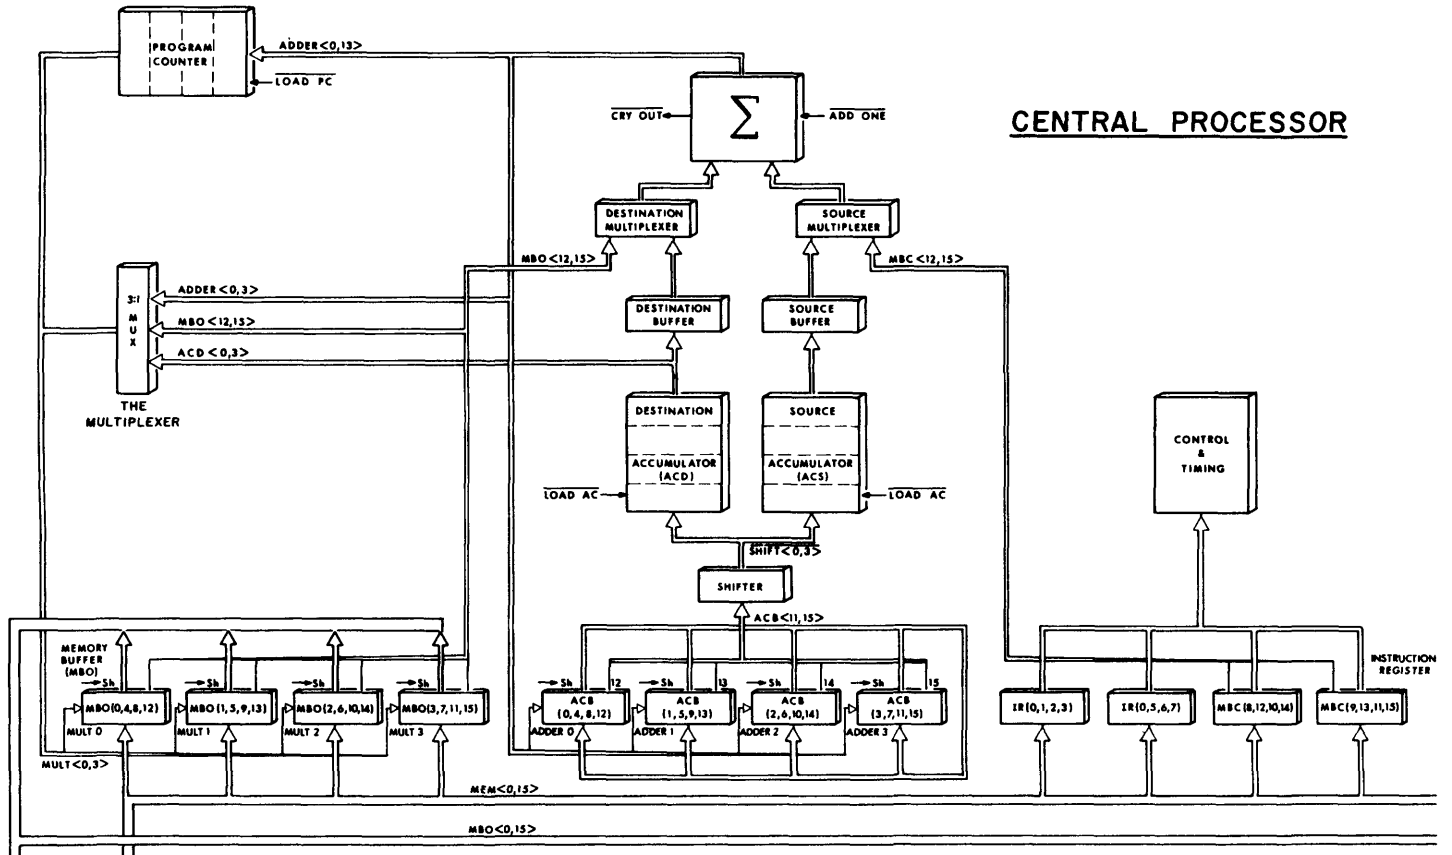 PROGRAM
COUNTER
ADDER<0,13>
LOAD PC
CRY OUT
Σ
ADD ONE
CENTRAL PROCESSOR
DESTINATION
MULTIPLEXER
SOURCE
MULTIPLEXER
MBO<12,15>
MBC<12,15>
3:1
M
U
X
ADDER<0,3>
MBO<12,15>
ACD<0,3>
DESTINATION
BUFFER
SOURCE
BUFFER
THE
MULTIPLEXER
DESTINATION
ACCUMULATOR
(ACD)
SOURCE
ACCUMULATOR
(ACS)
LOAD AC
LOAD AC
CONTROL
&
TIMING
SHIFT<0,3>
SHIFTER
ACB<11,15>
MEMORY
BUFFER
(MBO)
Sh
Sh
Sh
Sh
MBO(0,4,8,12)
MBO(1,5,9,13)
MBO(2,6,10,14)
MBO(3,7,11,15)
MULT 0
MULT 1
MULT 2
MULT 3
MULT<0,3>
Sh
12
Sh
13
Sh
14
Sh
15
ACB
(0,4,8,12)
ACB
(1,5,9,13)
ACB
(2,6,10,14)
ACB
(3,7,11,15)
ADDER 0
ADDER 1
ADDER 2
ADDER 3
INSTRUCTION
REGISTER
IR(0,1,2,3)
IR(0,5,6,7)
MBC(8,12,10,14)
MBC(9,13,11,15)
MEM<0,15>
MBO<0,15>